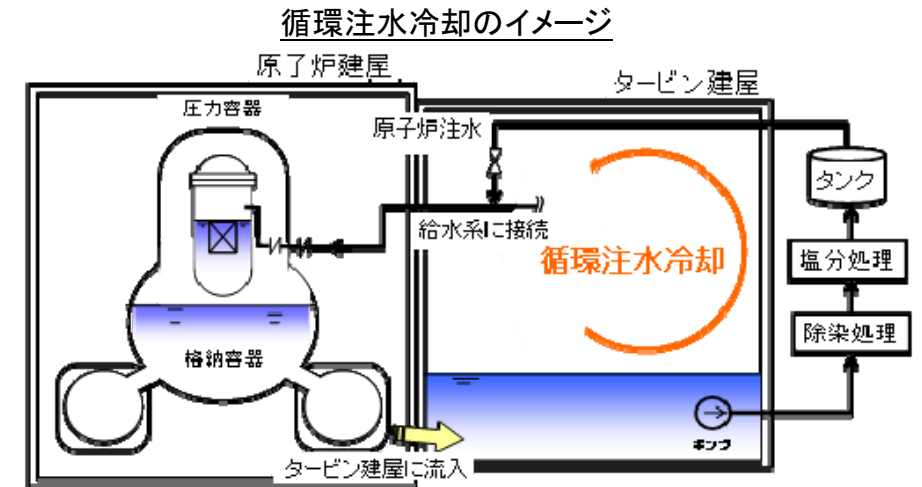 循環注水冷却のイメージ
原子炉建屋
タービン建屋
圧力容器
原子炉注水
タンク
給水系に接続
循環注水冷却
塩分処理
除染処理
格納容器
ポンプ
タービン建屋に流入